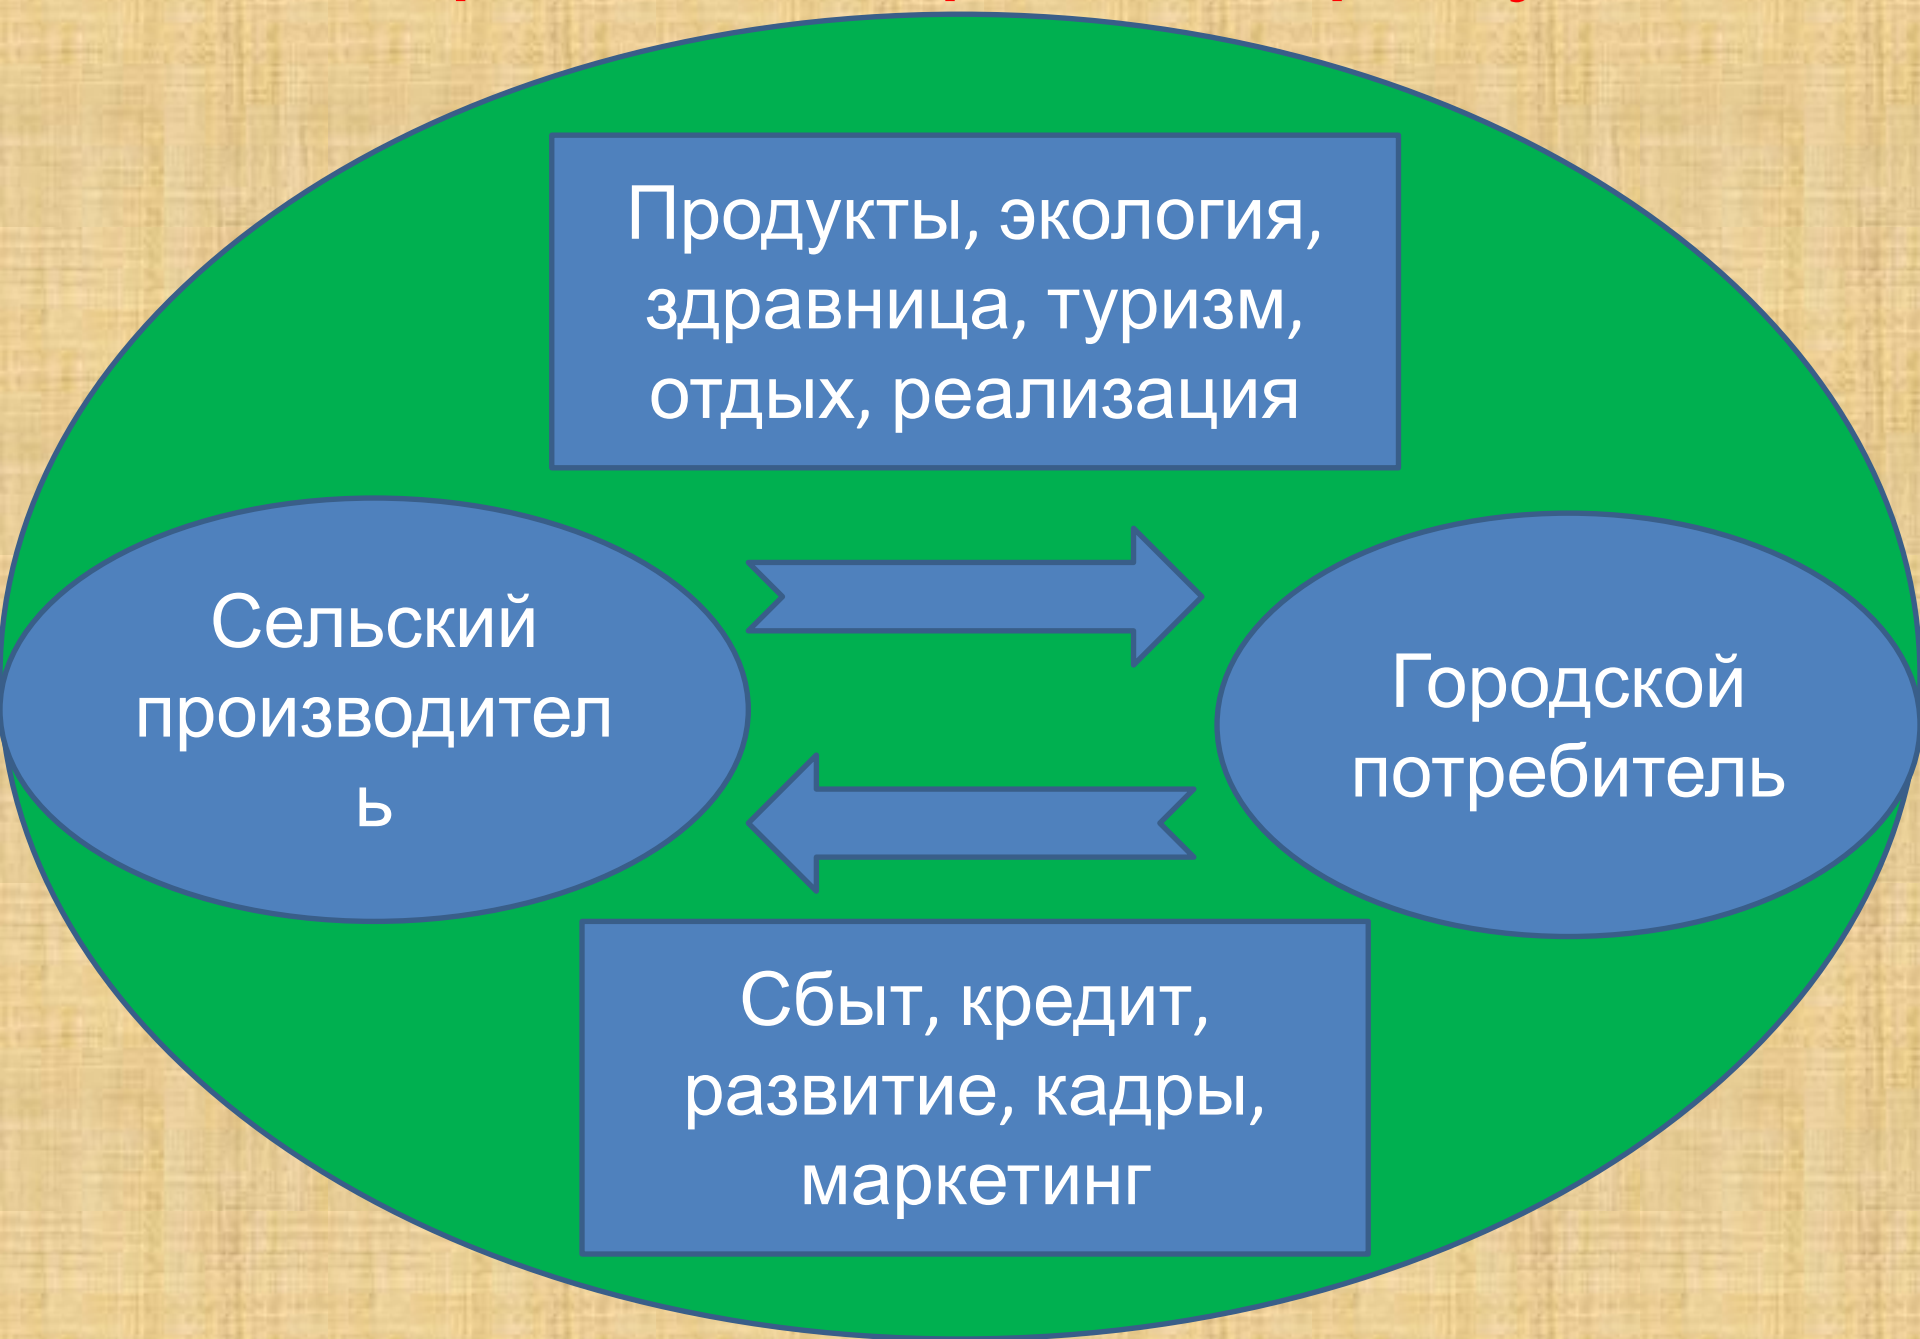 Продукты, экология,
здравница, туризм,
отдых, реализация
Сельский
производител
ь
Городской
потребитель
Сбыт, кредит,
развитие, кадры,
маркетинг